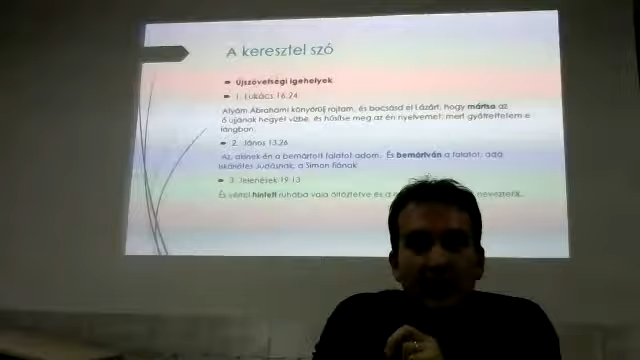 A keresztel szó
Újszövetségi igehelyek
1. Lukács 16.24
Atyám Ábrahám! könyörülj rajtam, és bocsásd el Lázárt, hogy mártsa az
ő ujjának hegyét vízbe, és hűsítse meg az én nyelvemet; mert gyötrettetem e
lángban.
2. János 13,26
Az, akinek én a bemártott falatot adom. És bemártván a falatot, adá
Iskáriótes Júdásnak, a Simon fiának
3. Jelenések 19.13
És vérrel hintett ruhába vala öltöztetve és a neveztetik.